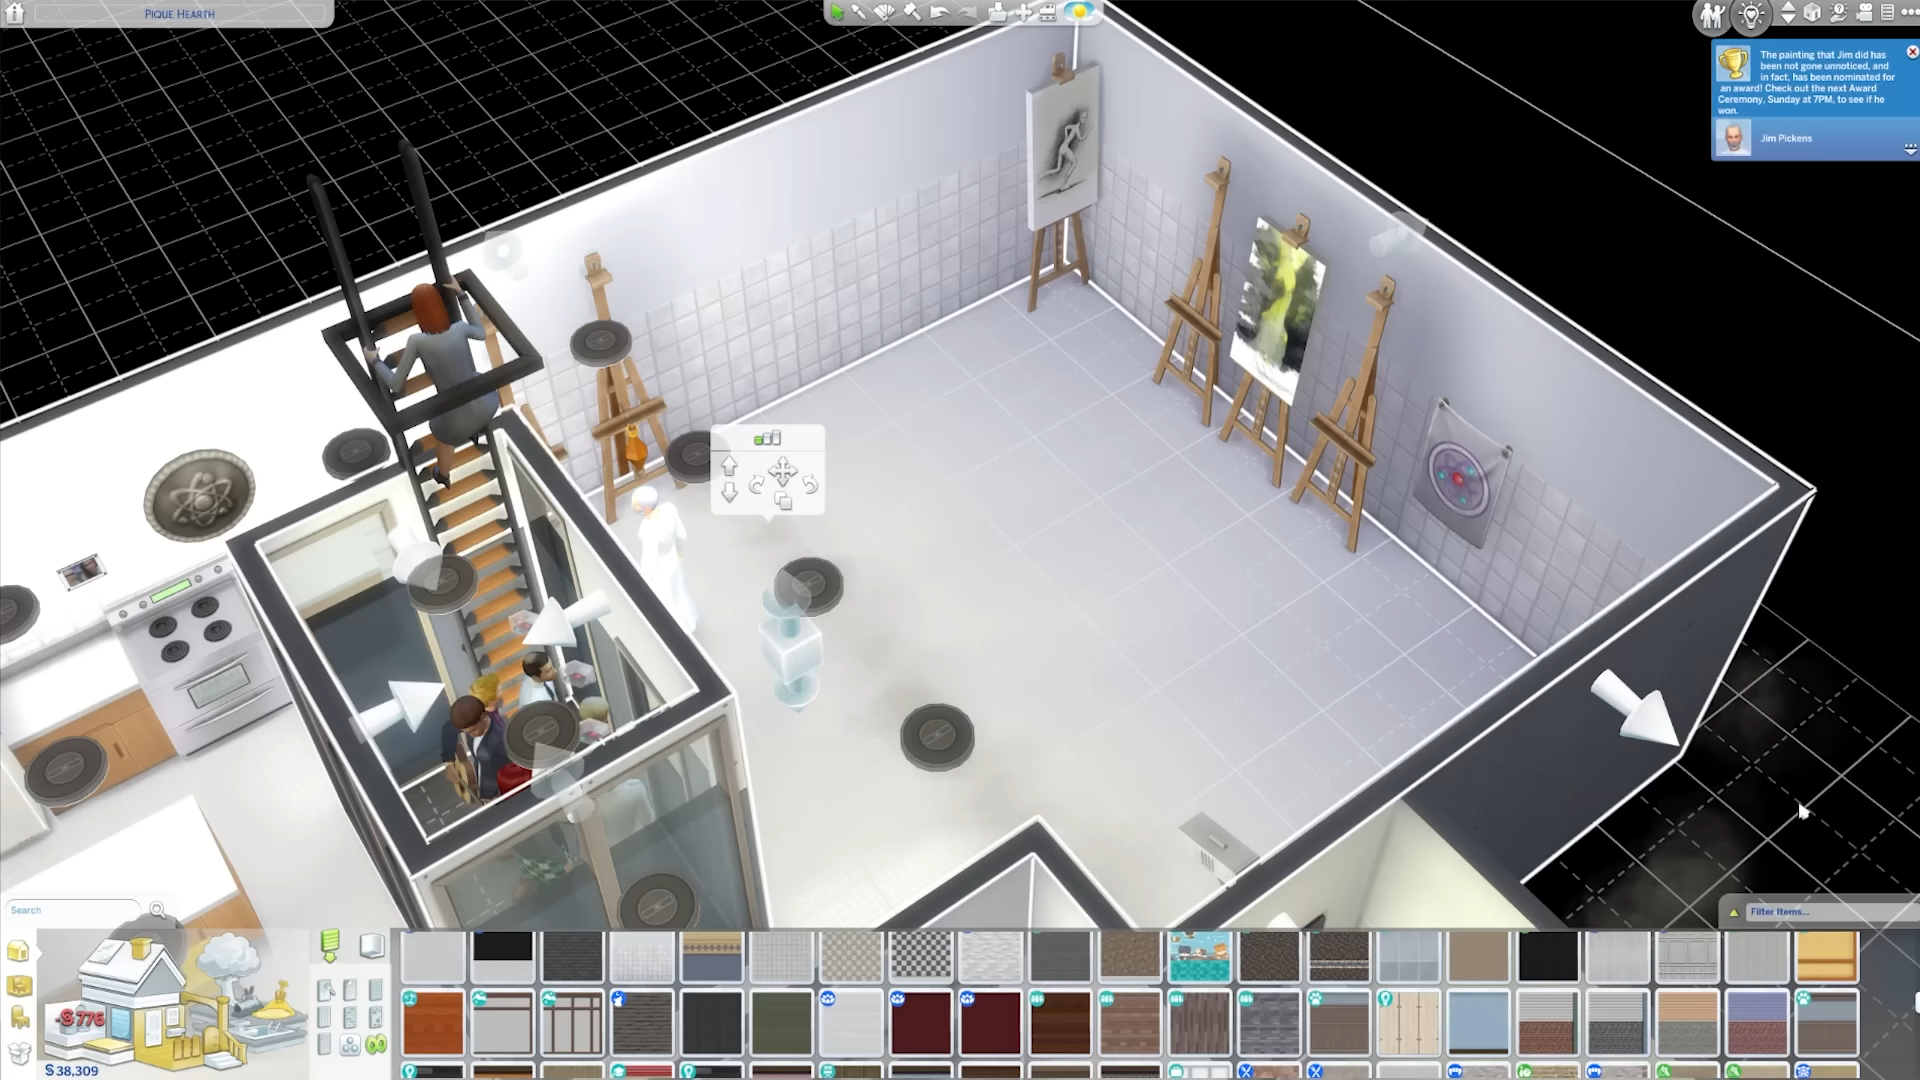 PIQUE HEARTH
The painting that Jim did has
been not gone unnoticed, and
in fact, has been nominated for
an award! Check out the next Award
Ceremony, Sunday at 7PM, to see if he
won.
Jim Pickens
Search
Filter Items...
-§776
§38,309